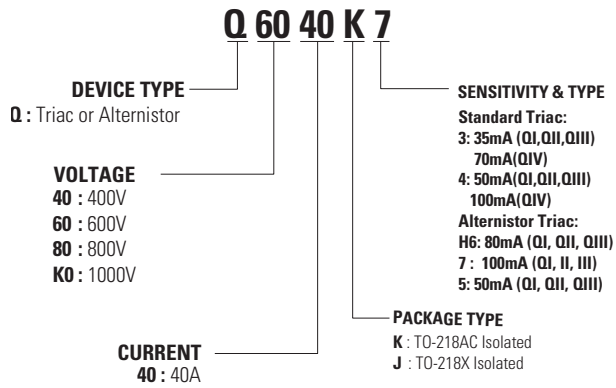 Q 60 40 K 7
DEVICE TYPE
Q : Triac or Alternistor
VOLTAGE
40 : 400V
60 : 600V
80 : 800V
K0 : 1000V
CURRENT
40 : 40A
SENSITIVITY & TYPE
Standard Triac:
3: 35mA (QI,QII,QIII)
70mA(QIV)
4: 50mA(QI,QII,QIII)
100mA(QIV)
Alternistor Triac:
H6: 80mA (QI, QII, QIII)
7 : 100mA (QI, II, III)
5: 50mA (QI, QII, QIII)
PACKAGE TYPE
K : TO-218AC Isolated
J : TO-218X Isolated